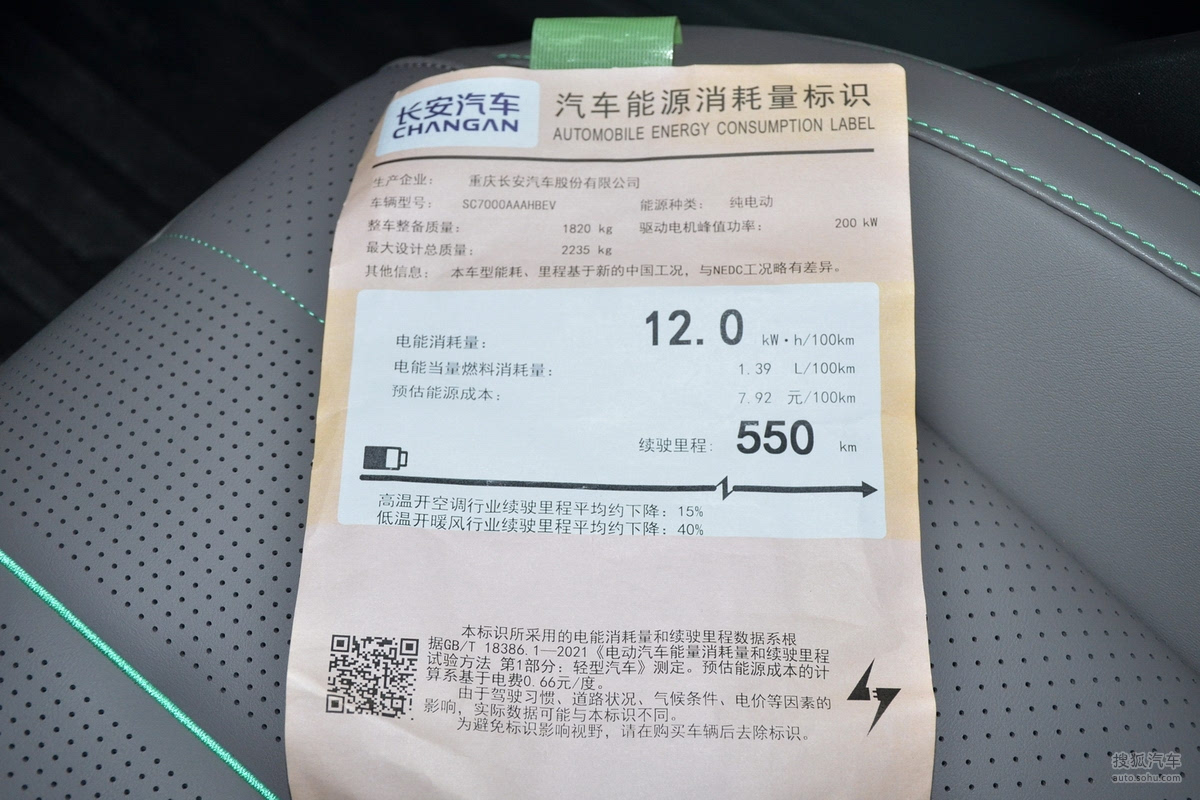 长安汽车
CHANGAN
汽车能源消耗量标识
AUTOMOBILE ENERGY CONSUMPTION LABEL
生产企业： 重庆长安汽车股份有限公司
车辆型号： SC7000AAAHBEV 能源种类： 纯电动
整车整备质量： 1820 kg 驱动电机峰值功率： 200 kW
最大设计总质量： 2235 kg
其他信息： 本车型能耗、里程基于新的中国工况，与NEDC工况略有差异。
电能消耗量： 12.0 kW·h/100km
电能当量燃料消耗量： 1.39 L/100km
预估能源成本： 7.92 元/100km
续驶里程： 550 km
高温开空调行业续驶里程平均约下降：15%
低温开暖风行业续驶里程平均约下降：40%
本标识所采用的电能消耗量和续驶里程数据系根
据GB/T 18386.1—2021《电动汽车能量消耗量和续驶里程
试验方法 第1部分：轻型汽车》测定。预估能源成本的计
算系基于电费0.66元/度。
由于驾驶习惯、道路状况、气候条件、电价等因素的
影响，实际数据可能与本标识不同。
为避免标识影响视野，请在购买车辆后去除标识。
搜狐汽车
auto.sohu.com